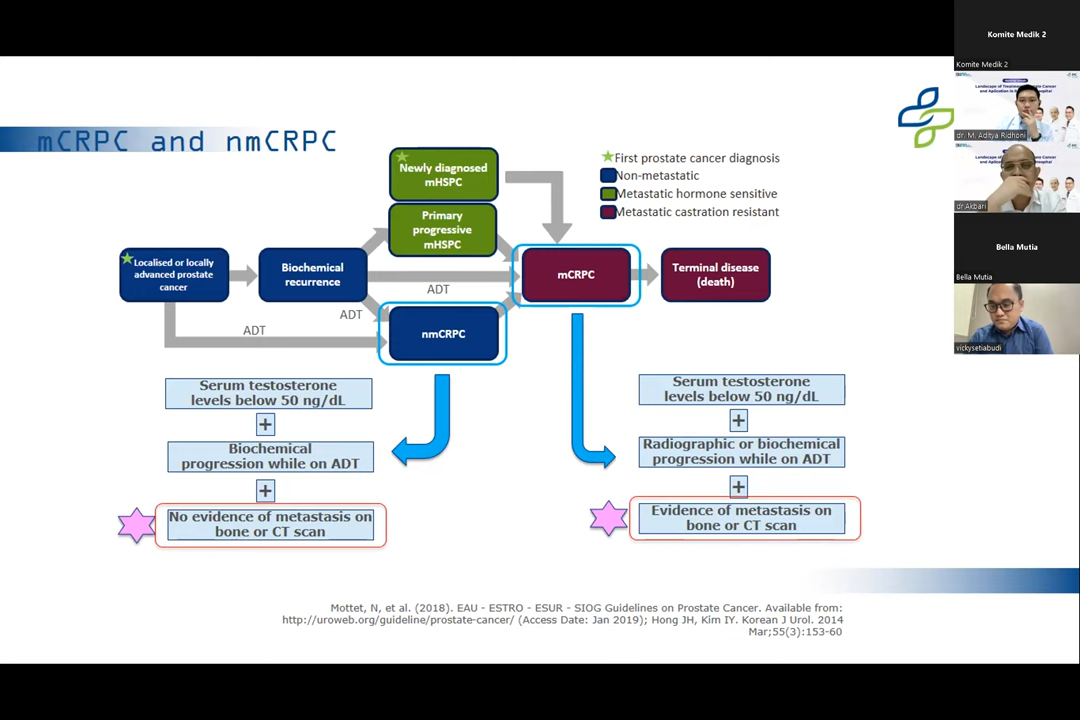 mCRPC and nmCRPC
First prostate cancer diagnosis
Non-metastatic
Metastatic hormone sensitive
Metastatic castration resistant
Newly diagnosed
mHSPC
Primary
progressive
mHSPC
Localised or locally
advanced prostate
cancer
Biochemical
recurrence
mCRPC
Terminal disease
(death)
ADT
ADT
ADT
nmCRPC
Serum testosterone
levels below 50 ng/dL
+
Biochemical
progression while on ADT
+
No evidence of metastasis on
bone or CT scan
Serum testosterone
levels below 50 ng/dL
+
Radiographic or biochemical
progression while on ADT
+
Evidence of metastasis on
bone or CT scan
Mottet, N, et al. (2018). EAU - ESTRO - ESUR - SIOG Guidelines on Prostate Cancer. Available from:
http://uroweb.org/guideline/prostate-cancer/ (Access Date: Jan 2019); Hong JH, Kim IY. Korean J Urol. 2014
Mar;55(3):153-60
Komite Medik 2
Komite Medik 2
dr. M. Aditya Ridhoni
dr Akbari
Bella Mutia
Bella Mutia
vickysetiabudi